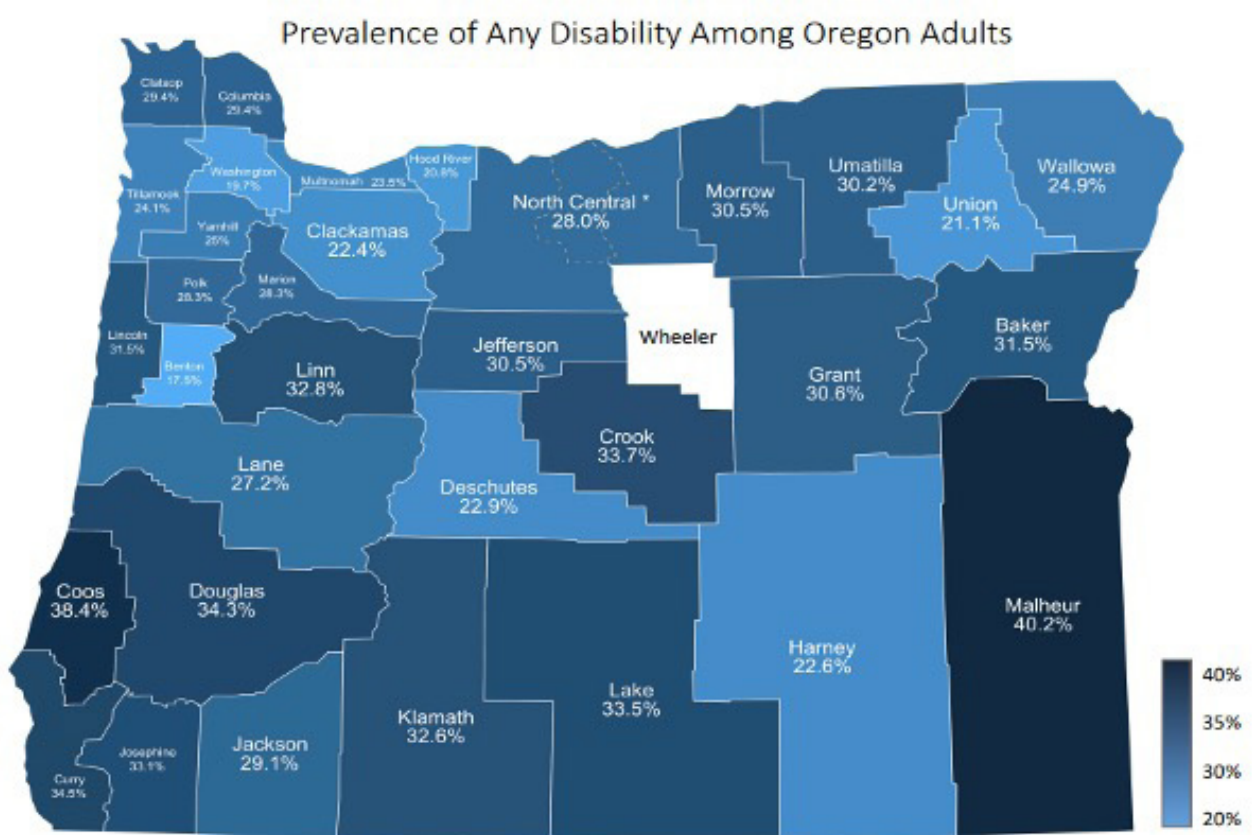 Prevalence of Any Disability Among Oregon Adults
Clatsop
29.4%
Columbia
29.4%
Washington
19.7%
Hood River
20.8%
Multnomah 23.5%
Tillamook
24.1%
Yamhill
25%
Clackamas
22.4%
North Central *
28.0%
Morrow
30.5%
Umatilla
30.2%
Union
21.1%
Wallowa
24.9%
Polk
28.3%
Marion
28.3%
Lincoln
31.5%
Benton
17.5%
Linn
32.8%
Jefferson
30.5%
Wheeler
Grant
30.6%
Baker
31.5%
Crook
33.7%
Lane
27.2%
Deschutes
22.9%
Coos
38.4%
Douglas
34.3%
Malheur
40.2%
Harney
22.6%
Lake
33.5%
Klamath
32.6%
Jackson
29.1%
Josephine
33.1%
Curry
34.5%
40%
35%
30%
20%